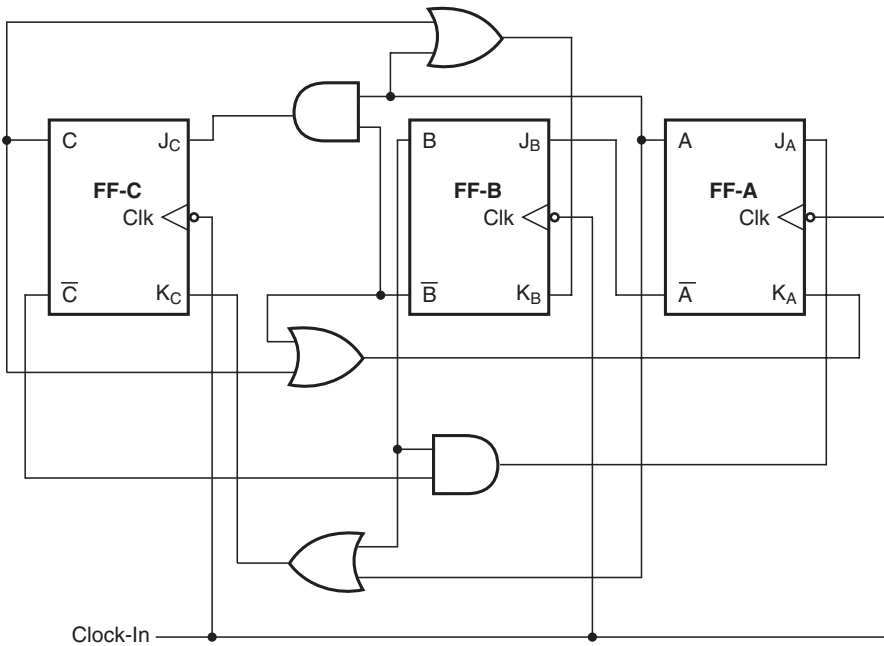 C J_C B J_B A J_A
FF-C FF-B FF-A
Clk Clk Clk
C̅ K_C B̅ K_B A̅ K_A
Clock-In